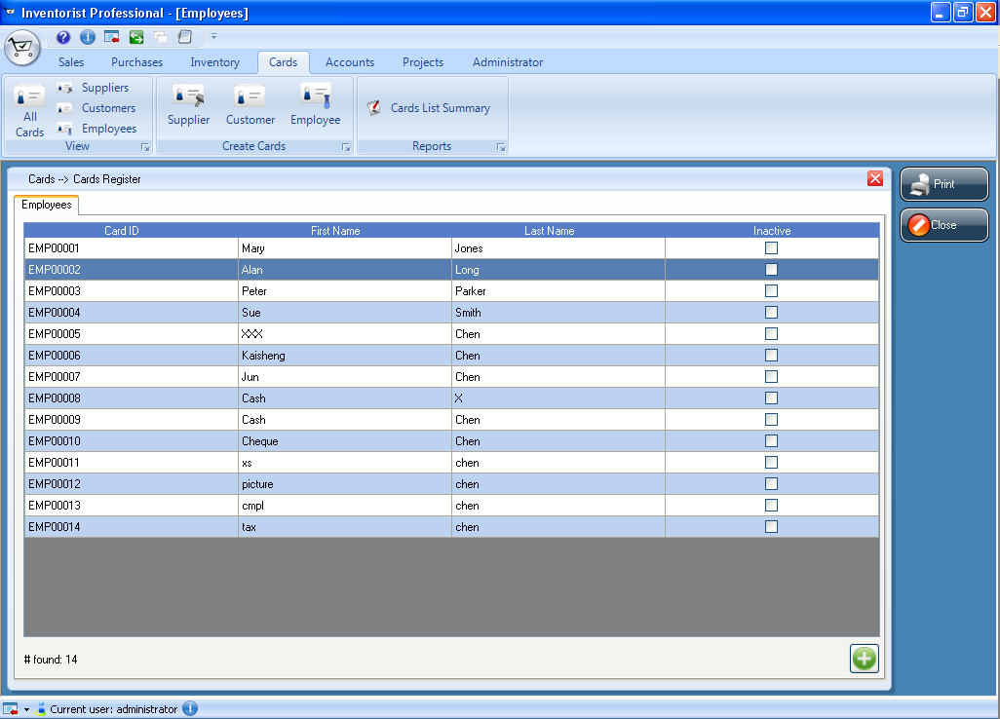 Inventorist Professional - [Employees]
Sales Purchases Inventory Cards Accounts Projects Administrator
All Cards
Suppliers
Customers
Employees
View
Supplier Customer Employee
Create Cards
Cards List Summary
Reports
Cards --> Cards Register
Print
Close
Employees
Card ID First Name Last Name Inactive
EMP00001 Mary Jones
EMP00002 Alan Long
EMP00003 Peter Parker
EMP00004 Sue Smith
EMP00005 XXX Chen
EMP00006 Kaisheng Chen
EMP00007 Jun Chen
EMP00008 Cash X
EMP00009 Cash Chen
EMP00010 Cheque Chen
EMP00011 xs chen
EMP00012 picture chen
EMP00013 cmpl chen
EMP00014 tax chen
# found: 14
Current user: administrator